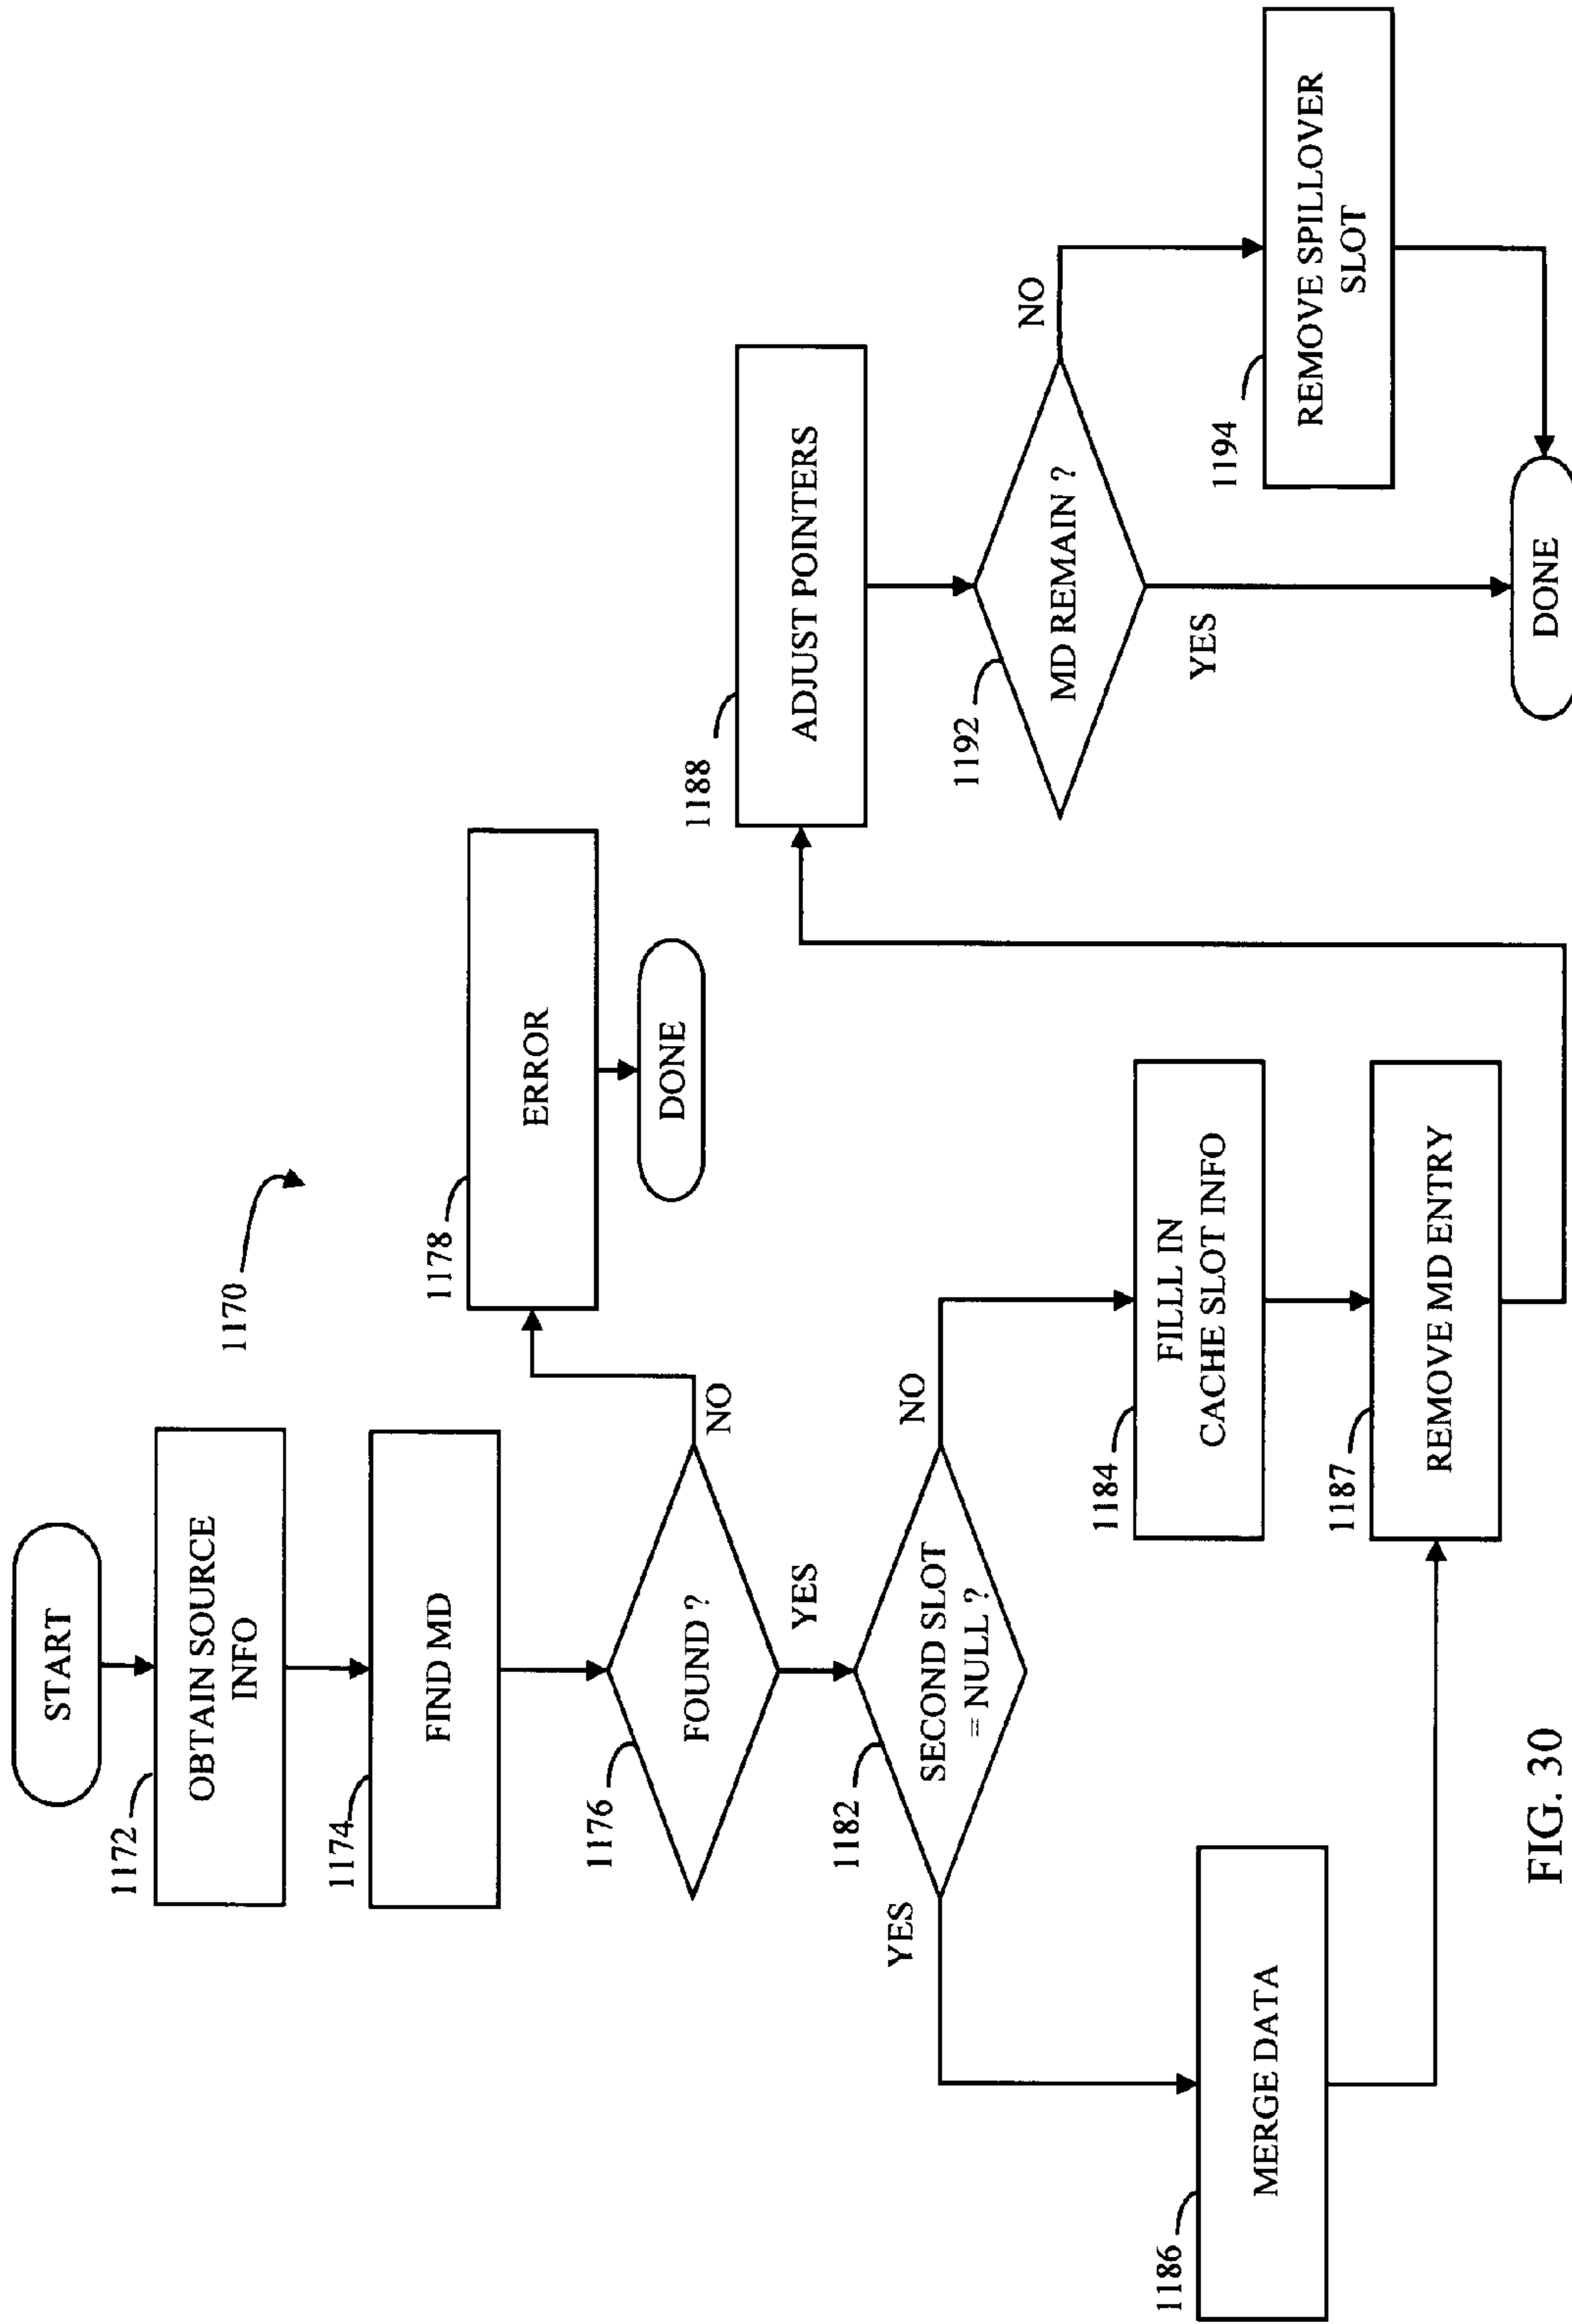 1170
START
1172
OBTAIN SOURCE
INFO
1174
FIND MD
1176
FOUND ?
NO
YES
1178
ERROR
DONE
1182
SECOND SLOT
= NULL ?
YES
NO
1184
FILLL IN
CACHE SLOT INFO
1186
MERGE DATA
1187
REMOVE MD ENTRY
1188
ADJUST POINTERS
1192
MD REMAIN ?
NO
YES
1194
REMOVE SPILLOVER
SLOT
DONE
FIG. 30